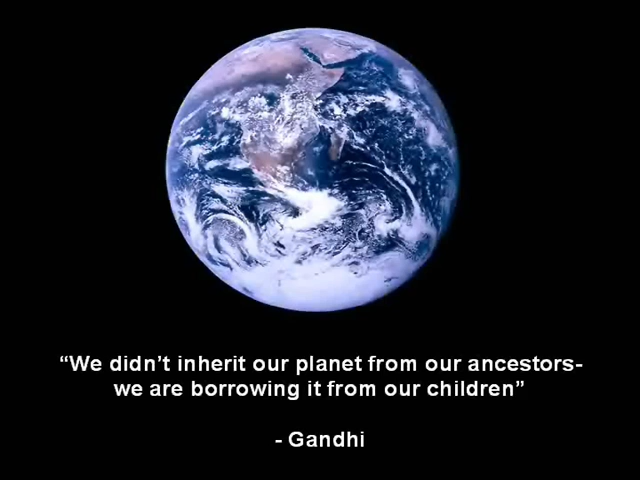 “We didn’t inherit our planet from our ancestors-
we are borrowing it from our children”
- Gandhi